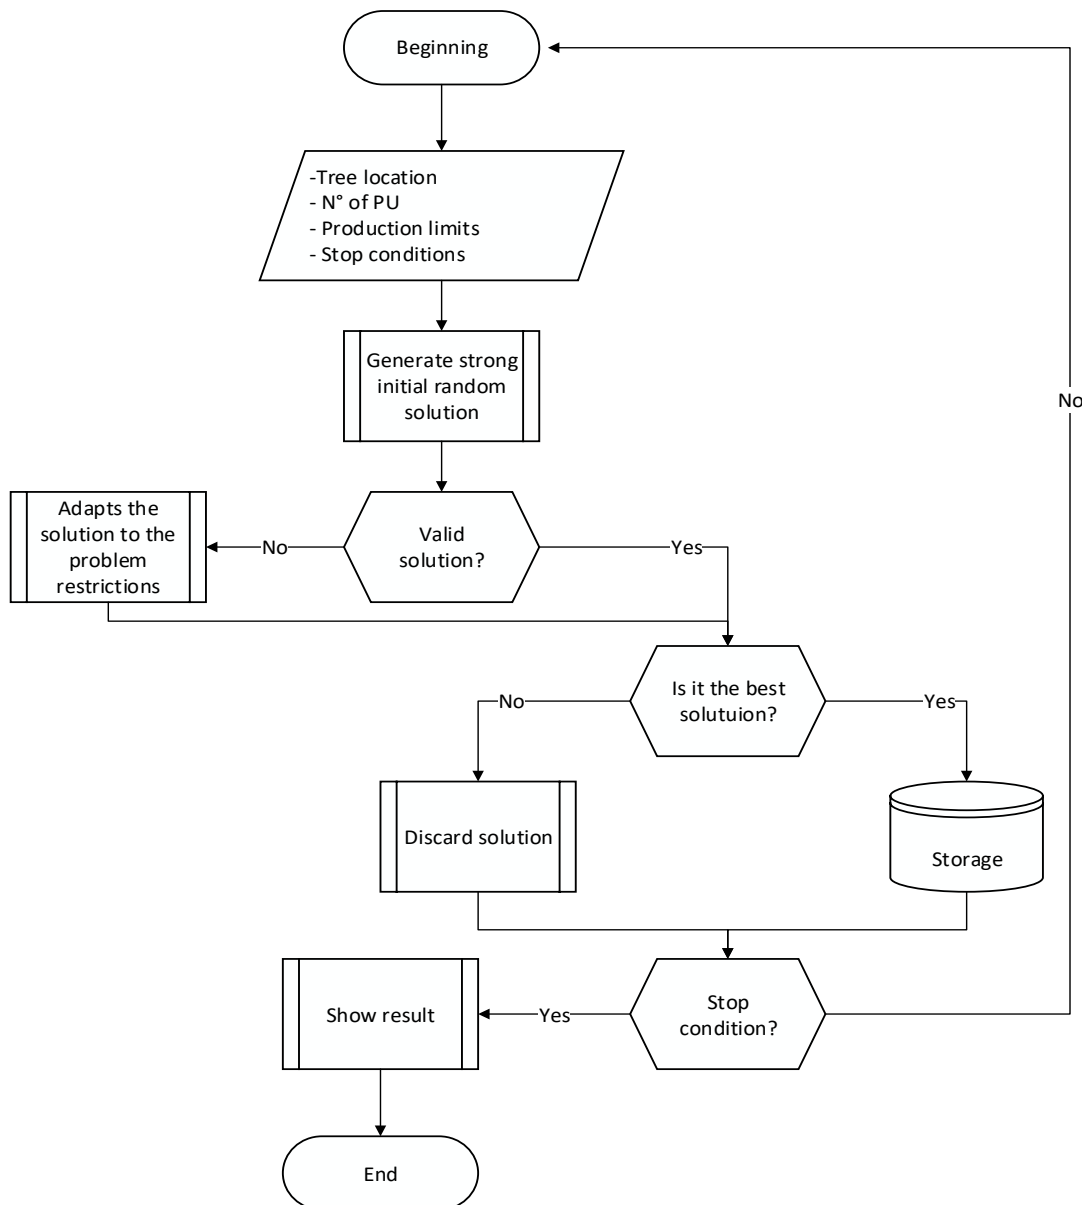 Beginning
-Tree location
- N° of PU
- Production limits
- Stop conditions
Generate strong
initial random
solution
No
Adapts the
solution to the
problem
restrictions
No
Valid
solution?
Yes
Is it the best
solutuion?
No
Yes
Discard solution
Storage
Show result
Yes
Stop
condition?
End